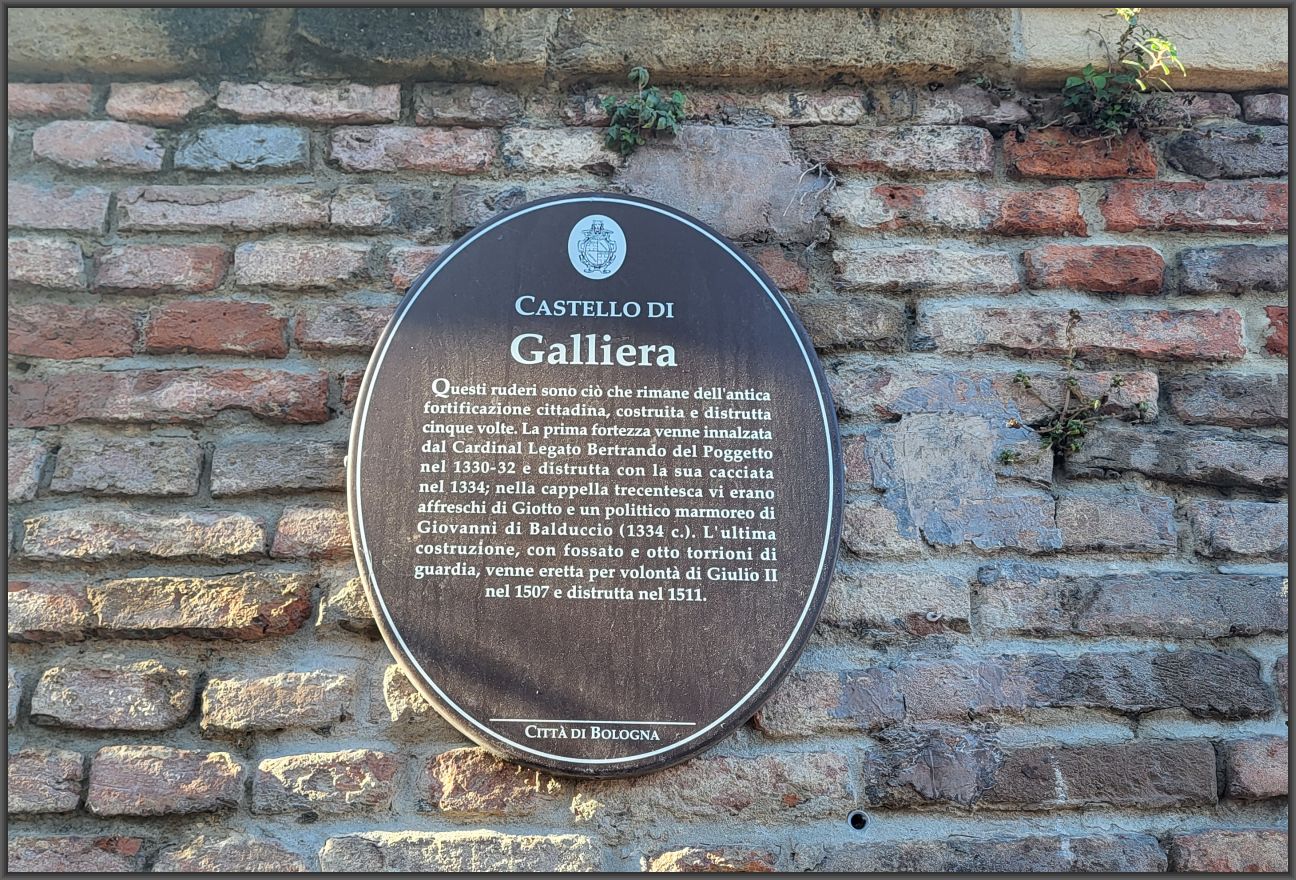 CASTELLO DI
Galliera
Questi ruderi sono ciò che rimane dell'antica
fortificazione cittadina, costruita e distrutta
cinque volte. La prima fortezza venne innalzata
dal Cardinal Legato Bertrando del Poggetto
nel 1330-32 e distrutta con la sua cacciata
nel 1334; nella cappella trecentesca vi erano
affreschi di Giotto e un polittico marmoreo di
Giovanni di Balduccio (1334 c.). L'ultima
costruzione, con fossato e otto torrioni di
guardia, venne eretta per volontà di Giulio II
nel 1507 e distrutta nel 1511.
CITTÀ DI BOLOGNA